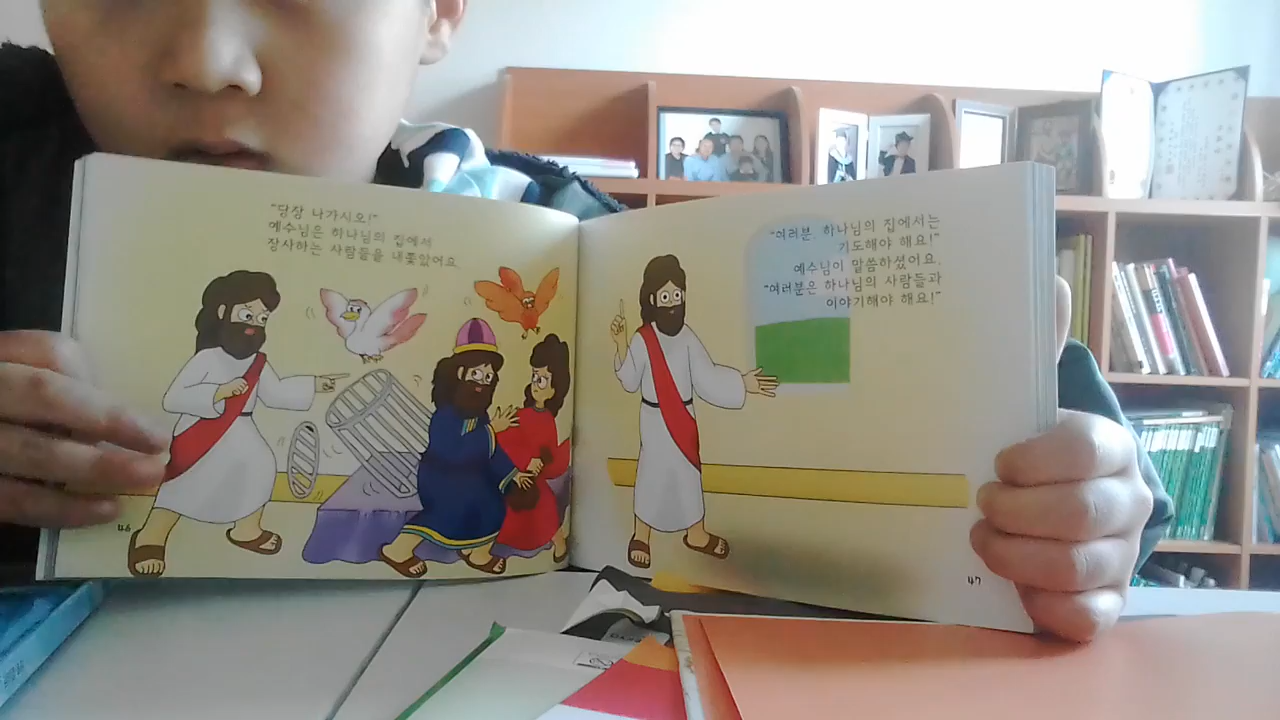 "당장 나가시오!"
예수님은 하나님의 집에서
장사하는 사람들을 내쫓았어요.
46
"여러분 하나님의 집에서는
기도해야 해요!"
예수님이 말씀하셨어요.
"여러분은 하나님의 사람들과
이야기해야 해요!"
47